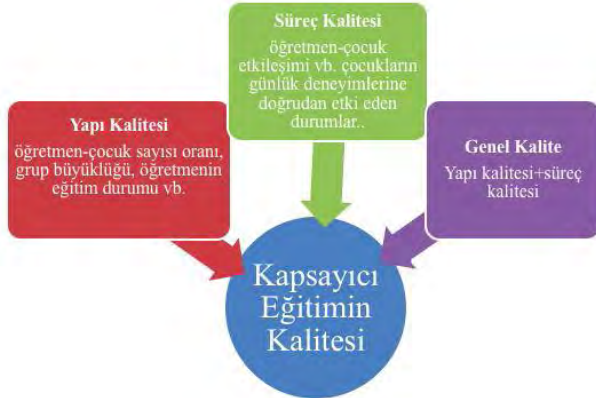 Süreç Kalitesi
öğretmen-çocuk
etkileşimi vb. çocukların
günlük deneyimlerine
doğrudan etki eden
durumlar..
Yapı Kalitesi
öğretmen-çocuk sayısı oranı,
grup büyüklüğü, öğretmenin
eğitim durumu vb.
Genel Kalite
Yapı kalitesi+süreç
kalitesi
Kapsayıcı
Eğitimin
Kalitesi